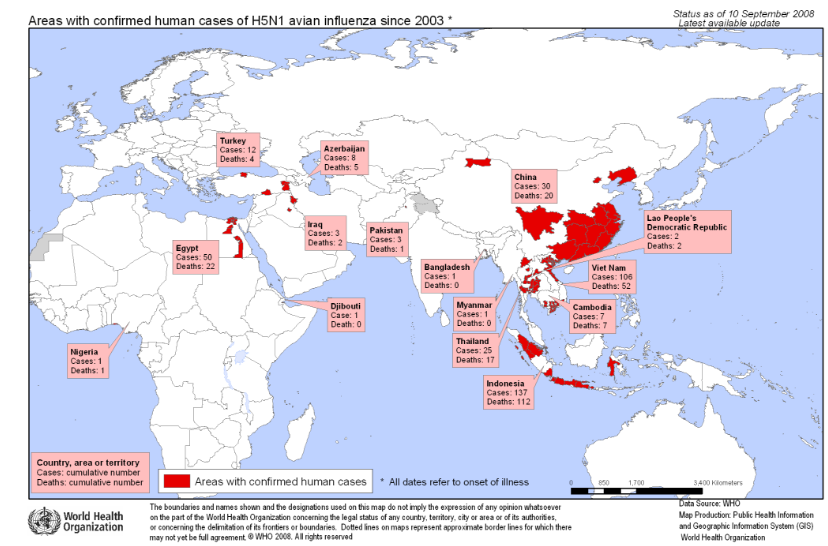 Areas with confirmed human cases of H5N1 avian influenza since 2003 *
Status as of 10 September 2008
Latest available update
Turkey
Cases: 12
Deaths: 4
Azerbaijan
Cases: 8
Deaths: 5
China
Cases: 30
Deaths: 20
Lao People's
Democratic Republic
Cases: 2
Deaths: 2
Iraq
Cases: 3
Deaths: 2
Pakistan
Cases: 3
Deaths: 1
Egypt
Cases: 50
Deaths: 22
Bangladesh
Cases: 1
Deaths: 0
Viet Nam
Cases: 106
Deaths: 52
Djibouti
Case: 1
Death: 0
Myanmar
Cases: 1
Deaths: 0
Cambodia
Cases: 7
Deaths: 7
Thailand
Cases: 25
Deaths: 17
Nigeria
Cases: 1
Deaths: 1
Indonesia
Cases: 137
Deaths: 112
Country, area or territory
Cases: cumulative number
Deaths: cumulative number
Areas with confirmed human cases
* All dates refer to onset of illness
0 850 1,700 3,400 Kilometers
World Health
Organization
The boundaries and names shown and the designations used on this map do not imply the expression of any opinion whatsoever
on the part of the World Health Organization concerning the legal status of any country, territory, city or area or of its authorities,
or concerning the delimitation of its frontiers or boundaries. Dotted lines on maps represent approximate border lines for which there
may not yet be full agreement. © WHO 2008. All rights reserved
Data Source: WHO
Map Production: Public Health Information
and Geographic Information System (GIS)
World Health Organization